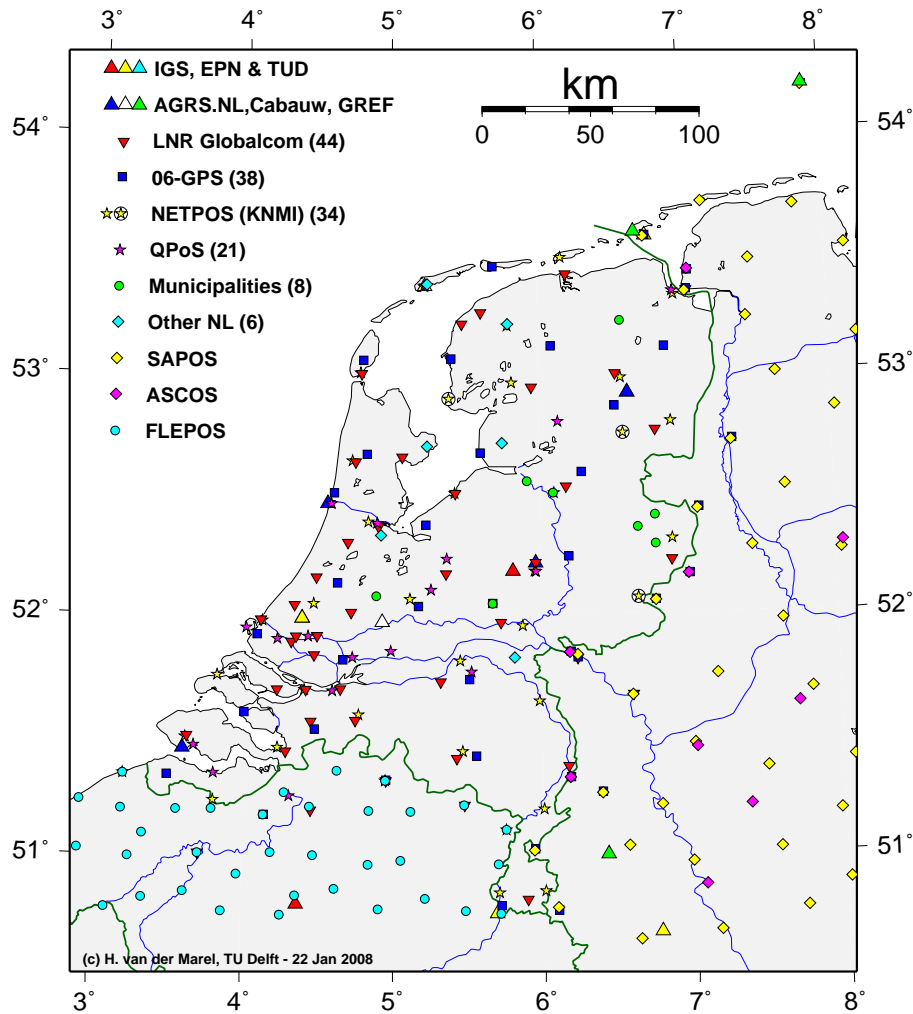 3° 4° 5° 6° 7° 8°
IGS, EPN & TUD
AGRS.NL,Cabauw, GREF
LNR Globalcom (44)
06-GPS (38)
NETPOS (KNMI) (34)
QPoS (21)
Municipalities (8)
Other NL (6)
SAPOS
ASCOS
FLEPOS
km
0 50 100
54° 54°
53° 53°
52° 52°
51° 51°
(c) H. van der Marel, TU Delft - 22 Jan 2008
3° 4° 5° 6° 7° 8°